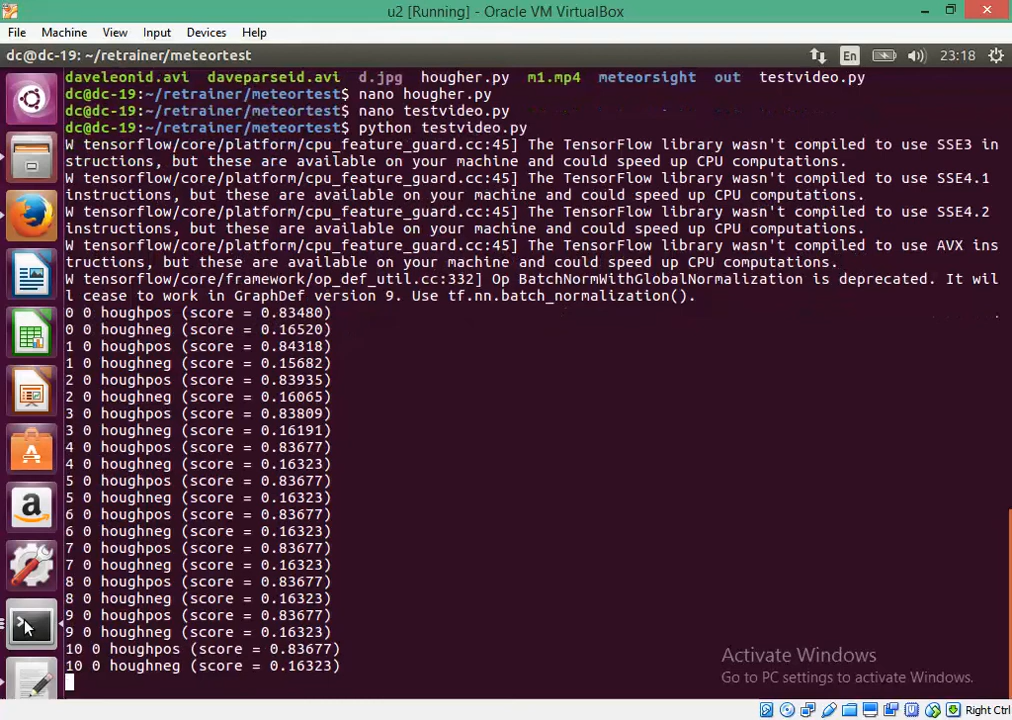 u2 [Running] - Oracle VM VirtualBox
File Machine View Input Devices Help
dc@dc-19: ~/retrainer/meteortest
En
23:18
daveleonid.avi daveparseid.avi d.jpg hougher.py m1.mp4 meteorsight out testvideo.py
dc@dc-19:~/retrainer/meteortest$ nano hougher.py
dc@dc-19:~/retrainer/meteortest$ nano testvideo.py
dc@dc-19:~/retrainer/meteortest$ python testvideo.py
W tensorflow/core/platform/cpu_feature_guard.cc:45] The TensorFlow library wasn't compiled to use SSE3 in
structions, but these are available on your machine and could speed up CPU computations.
W tensorflow/core/platform/cpu_feature_guard.cc:45] The TensorFlow library wasn't compiled to use SSE4.1
instructions, but these are available on your machine and could speed up CPU computations.
W tensorflow/core/platform/cpu_feature_guard.cc:45] The TensorFlow library wasn't compiled to use SSE4.2
instructions, but these are available on your machine and could speed up CPU computations.
W tensorflow/core/platform/cpu_feature_guard.cc:45] The TensorFlow library wasn't compiled to use AVX ins
tructions, but these are available on your machine and could speed up CPU computations.
W tensorflow/core/framework/op_def_util.cc:332] Op BatchNormWithGlobalNormalization is deprecated. It wil
l cease to work in GraphDef version 9. Use tf.nn.batch_normalization().
0 0 houghpos (score = 0.83480)
0 0 houghneg (score = 0.16520)
1 0 houghpos (score = 0.84318)
1 0 houghneg (score = 0.15682)
2 0 houghpos (score = 0.83935)
2 0 houghneg (score = 0.16065)
3 0 houghpos (score = 0.83809)
3 0 houghneg (score = 0.16191)
4 0 houghpos (score = 0.83677)
4 0 houghneg (score = 0.16323)
5 0 houghpos (score = 0.83677)
5 0 houghneg (score = 0.16323)
6 0 houghpos (score = 0.83677)
6 0 houghneg (score = 0.16323)
7 0 houghpos (score = 0.83677)
7 0 houghneg (score = 0.16323)
8 0 houghpos (score = 0.83677)
8 0 houghneg (score = 0.16323)
9 0 houghpos (score = 0.83677)
9 0 houghneg (score = 0.16323)
10 0 houghpos (score = 0.83677)
10 0 houghneg (score = 0.16323)
Activate Windows
Go to PC settings to activate Windows.
Right Ctrl